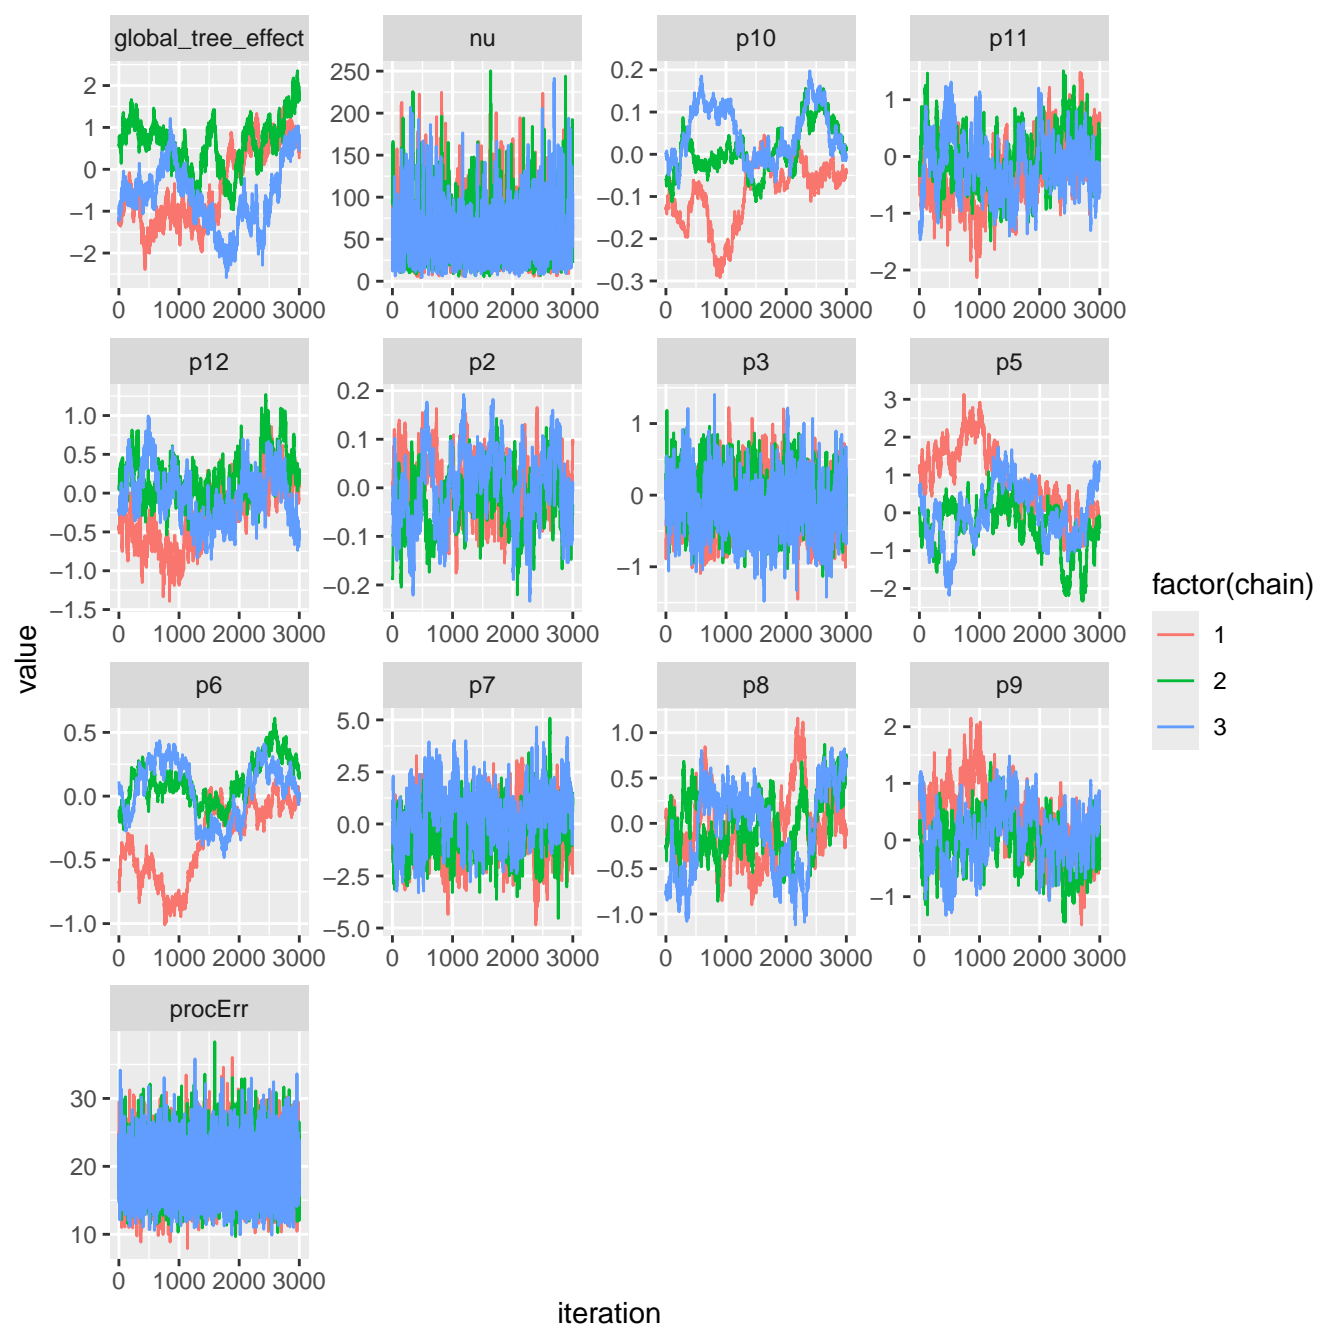 global_tree_effect nu p10 p11
2 1 0 −1 −2
250 200 150 100 50 0
0.2 0.1 0.0 −0.1 −0.2 −0.3
1 0 −1 −2
0 1000 2000 3000 0 1000 2000 3000 0 1000 2000 3000 0 1000 2000 3000
p12 p2 p3 p5
1.0 0.5 0.0 −0.5 −1.0 −1.5
0.2 0.1 0.0 −0.1 −0.2
1 0 −1
3 2 1 0 −1 −2
0 1000 2000 3000 0 1000 2000 3000 0 1000 2000 3000 0 1000 2000 3000
value
p6 p7 p8 p9
0.5 0.0 −0.5 −1.0
5.0 2.5 0.0 −2.5 −5.0
1.0 0.5 0.0 −0.5 −1.0
2 1 0 −1
0 1000 2000 3000 0 1000 2000 3000 0 1000 2000 3000 0 1000 2000 3000
procErr
30 20 10
0 1000 2000 3000
iteration
factor(chain)
1
2
3